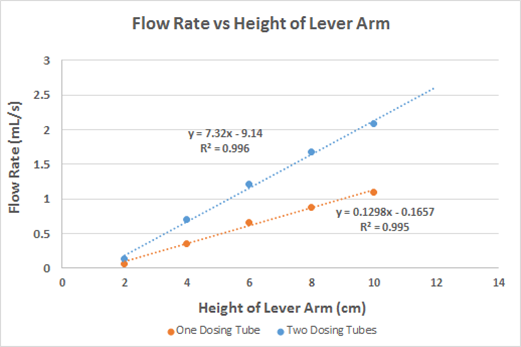 Flow Rate vs Height of Lever Arm
3
2.5
2
1.5
1
0.5
0
Flow Rate (mL/s)
y = 7.32x - 9.14
R² = 0.996
y = 0.1298x - 0.1657
R² = 0.995
0 2 4 6 8 10 12 14
Height of Lever Arm (cm)
One Dosing Tube Two Dosing Tubes